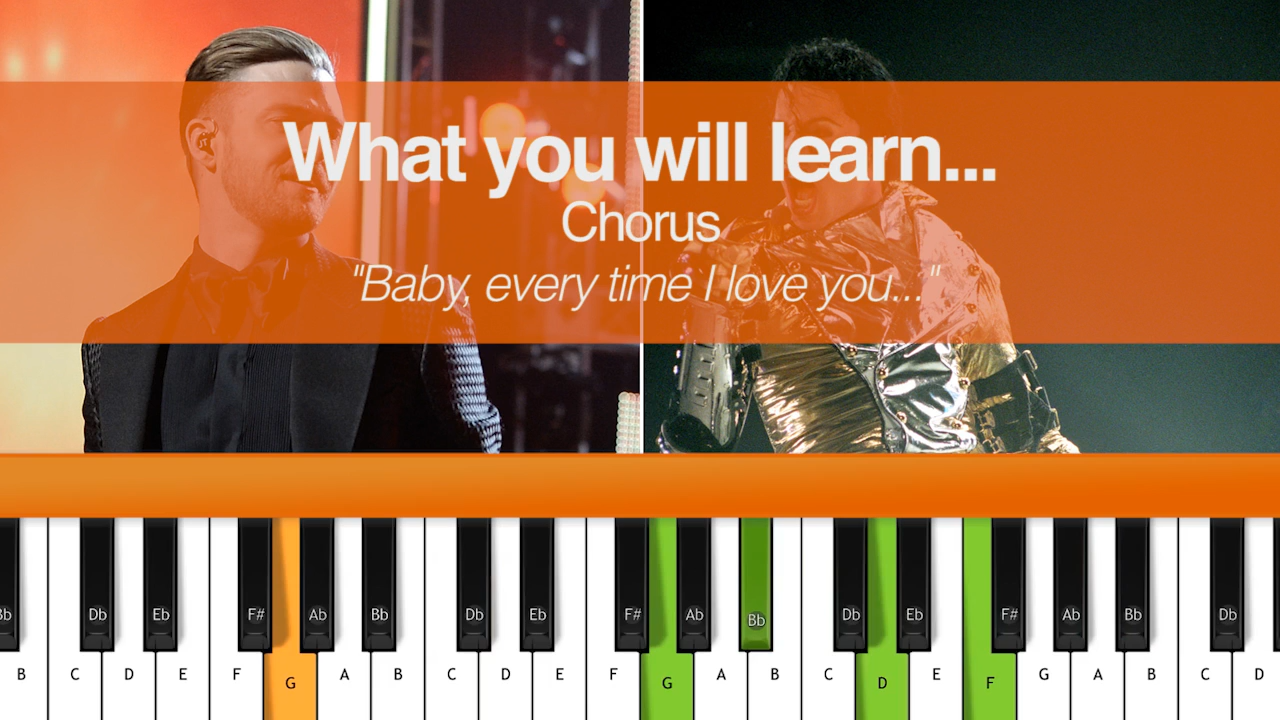 What you will learn...
Chorus
"Baby, every time I love you..."
Bb Db Eb F# Ab Bb Db Eb F# Ab Bb Db Eb F# Ab Bb Db
B C D E F G A B C D E F G A B C D E F G A B C D